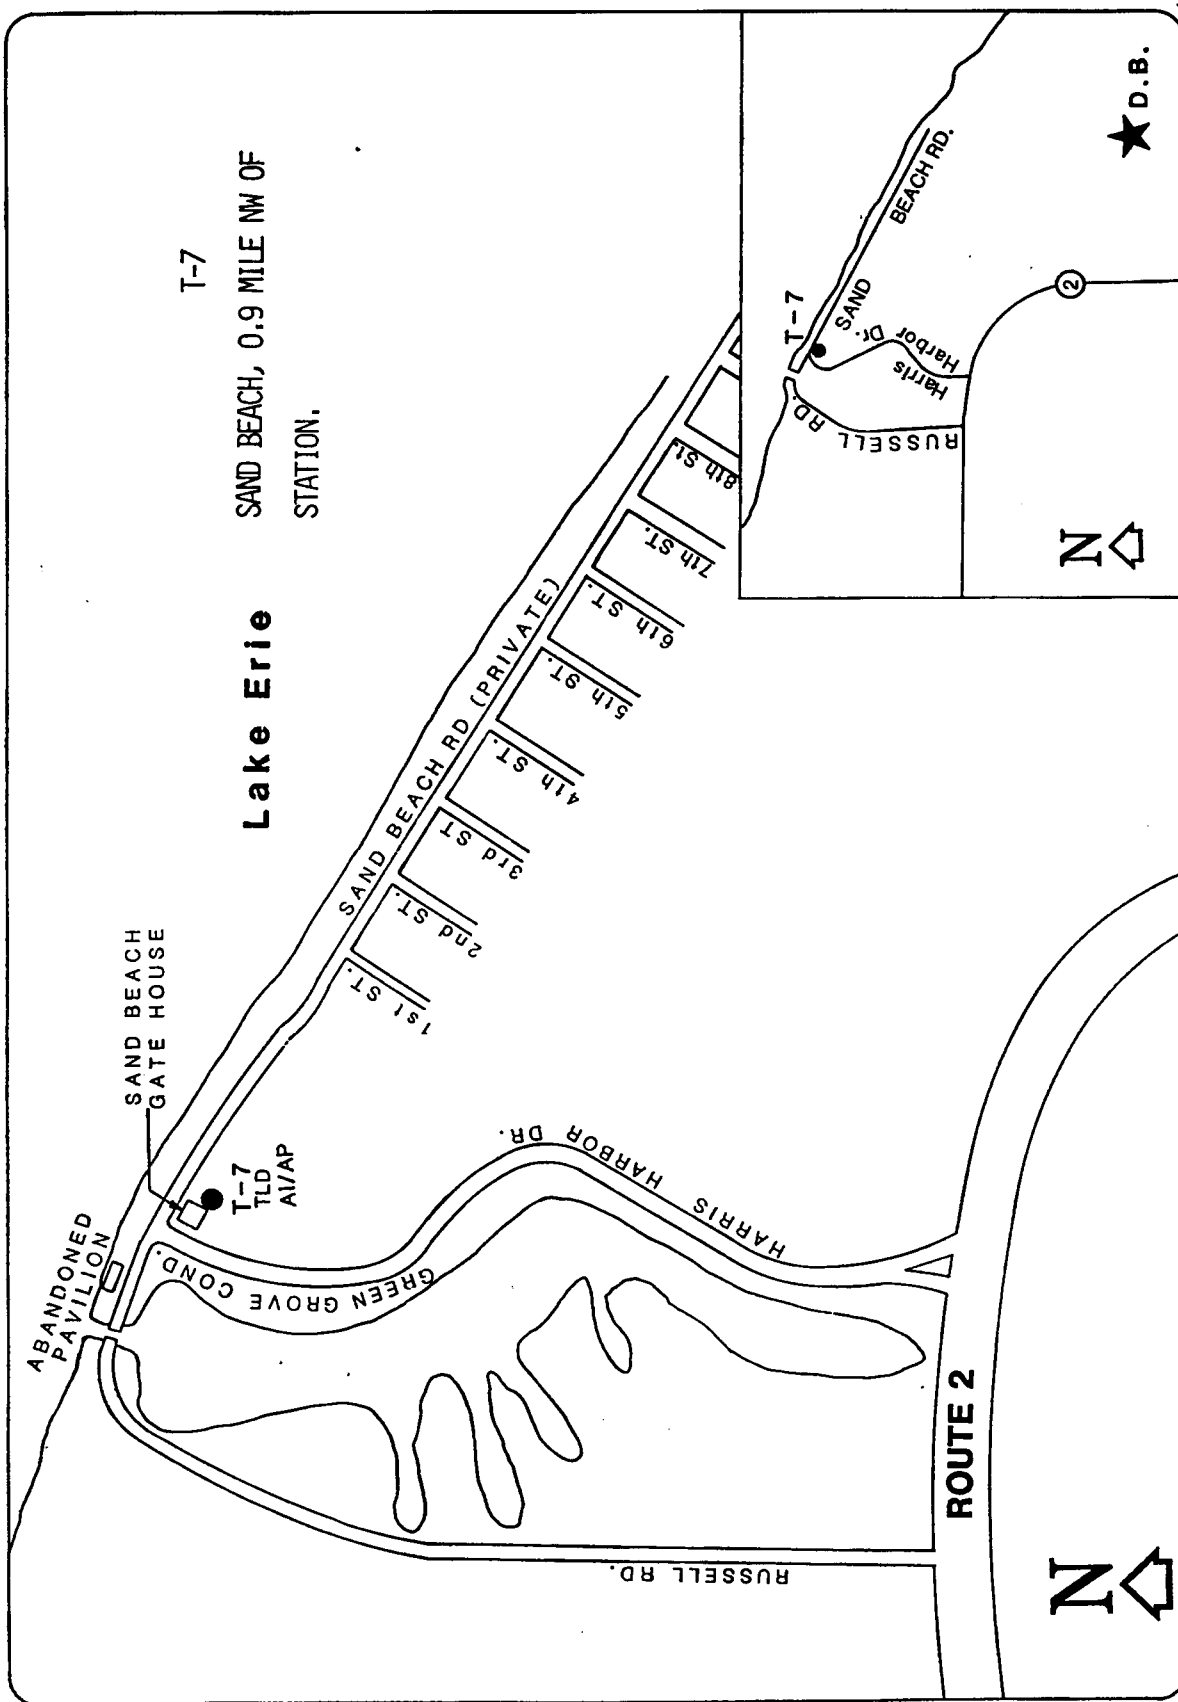 T-7
SAND BEACH, 0.9 MILE NW OF
STATION.
Lake Erie
SAND BEACH
GATE HOUSE
ABANDONED
PAVILION
T-7
TLD
AI/AP
SAND BEACH RD (PRIVATE)
1st ST.
2nd ST.
3rd ST
4th ST.
5th ST.
6th ST.
7th ST.
8th St.
GREEN GROVE COND.
HARRIS HARBOR DR.
RUSSELL RD.
ROUTE 2
N
T-7
SAND BEACH RD.
Harris Harbor Dr.
RUSSELL RD.
2
D.B.
N